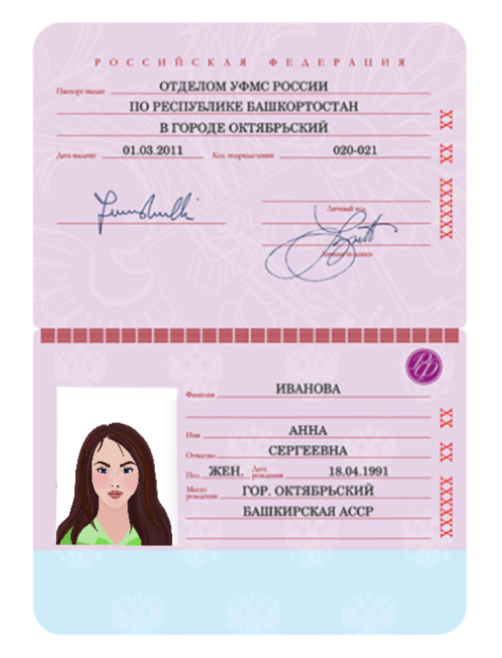 РОССИЙСКАЯ ФЕДЕРАЦИЯ
Паспорт выдан ОТДЕЛОМ УФМС РОССИИ
ПО РЕСПУБЛИКЕ БАШКОРТОСТАН
В ГОРОДЕ ОКТЯБРЬСКИЙ
Дата выдачи 01.03.2011 Код подразделения 020-021
XX XX XXXXXX
Личный код
Личная подпись
РФ
Фамилия ИВАНОВА
Имя АННА
Отчество СЕРГЕЕВНА
Пол ЖЕН. Дата рождения 18.04.1991
Место рождения ГОР. ОКТЯБРЬСКИЙ
БАШКИРСКАЯ АССР
XX XX XXXXXX